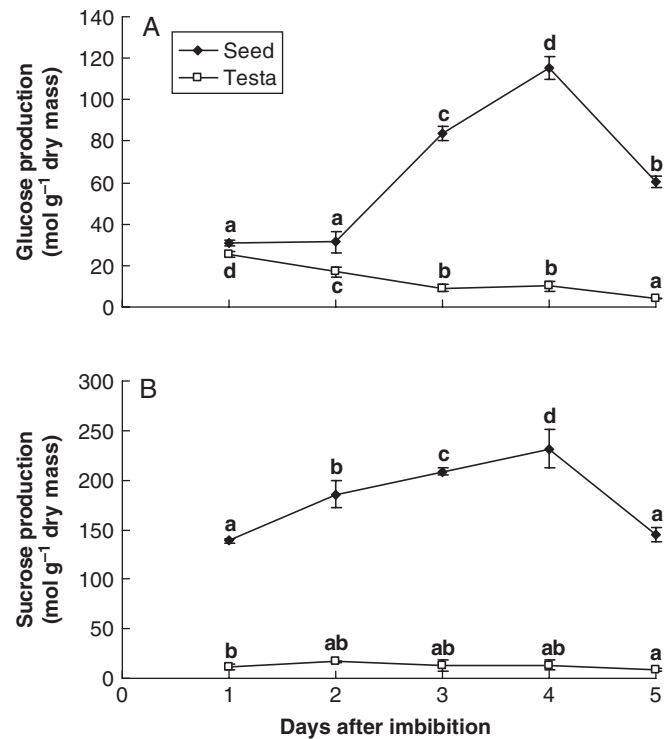 A
Seed
Testa
Glucose production
(mol g⁻¹ dry mass)
140
120
100
80
60
40
20
0
a
a
c
d
b
d
c
b
b
a
B
Sucrose production
(mol g⁻¹ dry mass)
300
250
200
150
100
50
0
a
b
c
d
a
b
ab
ab
ab
a
0 1 2 3 4 5
Days after imbibition